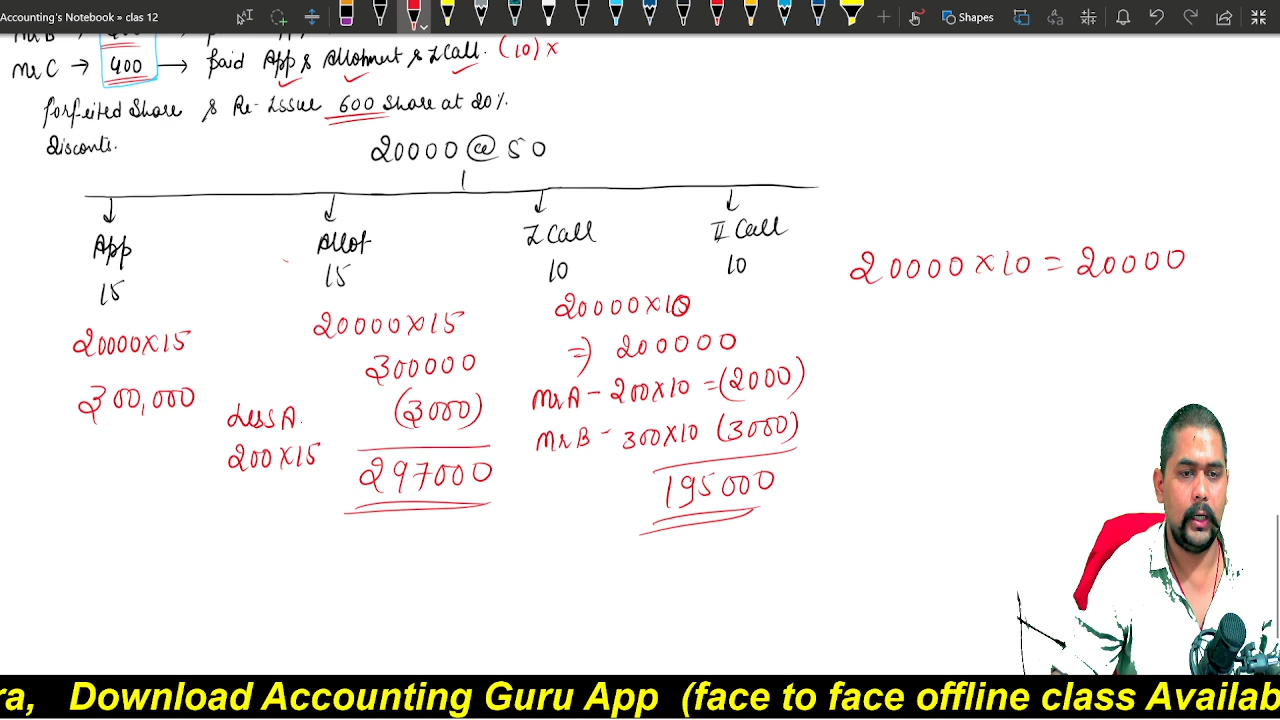 Accounting's Notebook » clas 12
Shapes
Mr C → 400 → paid App & Allotment & I Call. (10) ×
forfeited Share & Re-Issue 600 Share at 20%
Disconts.
20000 @ 50
App Allot I Call II Call
15 15 10 10
20000×10=20000
20000×15 20000×15 20000×10
300,000 300000 ⇒ 200000
Less A. (3000) Mr A - 200×10 =(2000)
200×15 297000 Mr B - 300×10 (3000)
195000
ra, Download Accounting Guru App (face to face offline class Availab